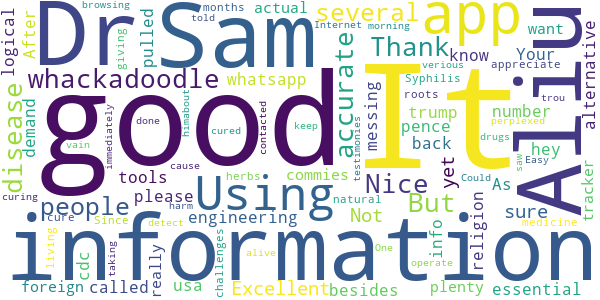 browsing months told actual internet morning
logical After giving pulled several app
Dr Sam
Thank know Your want
whackadoodle whatsapp accurate messing Syphilis verious appreciate
good It Aliu alternative
disease demand immediately vain done cured himabout contacted keep testimonies roots trump number perplexed trou
tools herbs commies pence back drugs hey
curing people please cause Using Nice yet As Could saw Easy tracker
cure Since engineering natural Not But sure medicine
information
living cdc taking really detect harm challenges alive besides info religion One operate
foreign called usa Excellent plenty essential